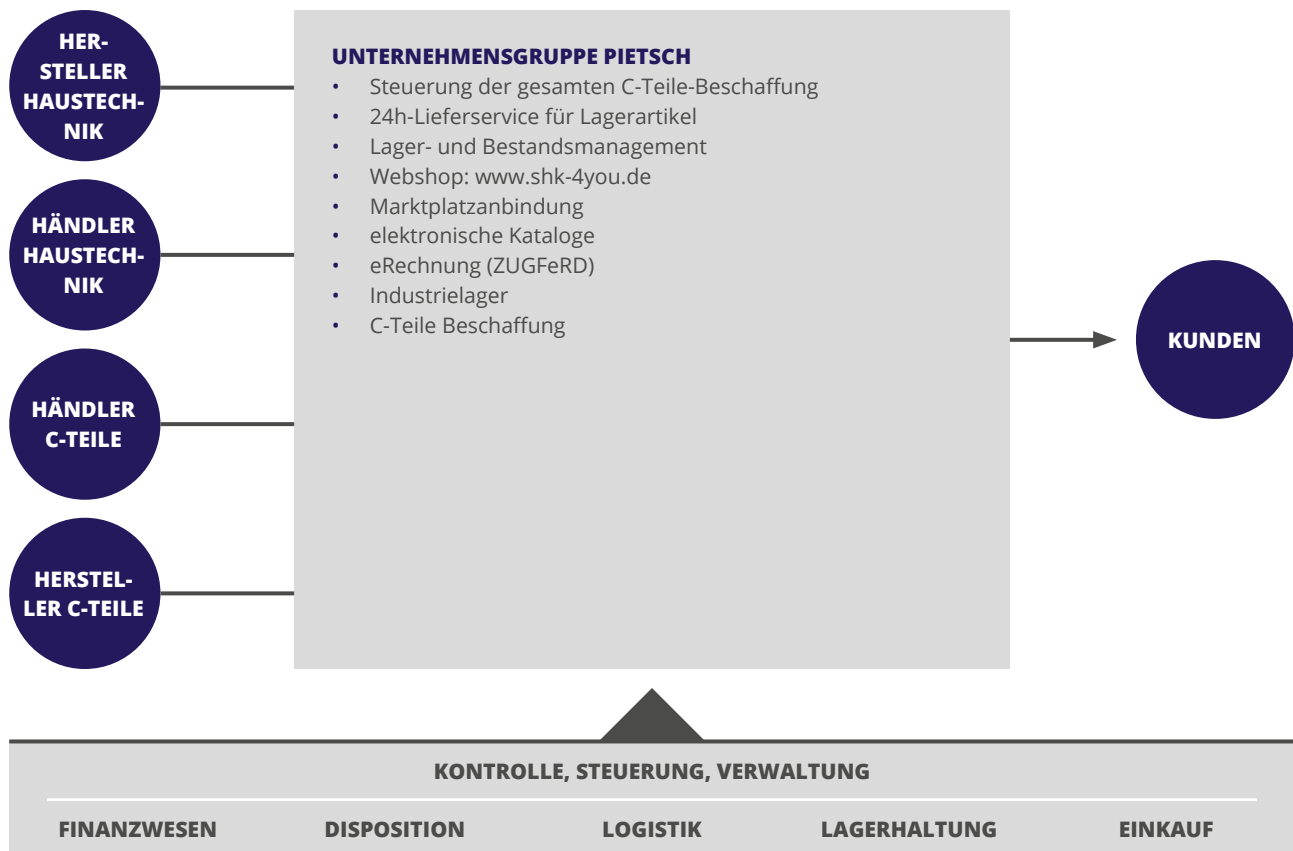 HER-
STELLER
HAUSTECH-
NIK
HÄNDLER
HAUSTECH-
NIK
HÄNDLER
C-TEILE
HERSTEL-
LER C-TEILE
UNTERNEHMENSGRUPPE PIETSCH
• Steuerung der gesamten C-Teile-Beschaffung
• 24h-Lieferservice für Lagerartikel
• Lager- und Bestandsmanagement
• Webshop: www.shk-4you.de
• Marktplatzanbindung
• elektronische Kataloge
• eRechnung (ZUGFeRD)
• Industrielager
• C-Teile Beschaffung
KUNDEN
KONTROLLE, STEUERUNG, VERWALTUNG
FINANZWESEN DISPOSITION LOGISTIK LAGERHALTUNG EINKAUF